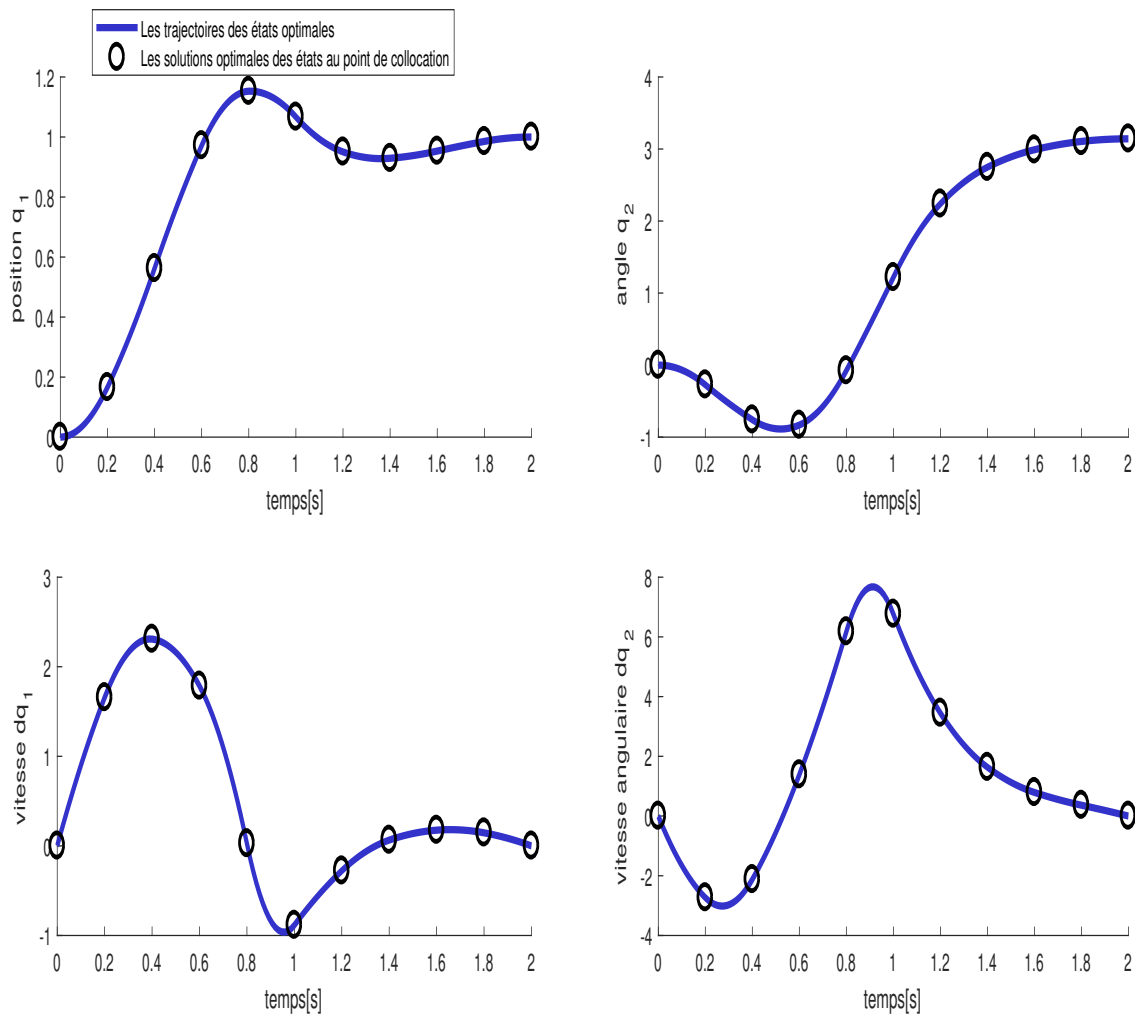 Les trajectoires des états optimales
Les solutions optimales des états au point de collocation
1.2
1
0.8
0.6
0.4
0.2
0
position q 1
0 0.2 0.4 0.6 0.8 1 1.2 1.4 1.6 1.8 2
temps[s]
4
3
2
1
0
-1
angle q 2
0 0.2 0.4 0.6 0.8 1 1.2 1.4 1.6 1.8 2
temps[s]
3
2
1
0
-1
vitesse dq 1
0 0.2 0.4 0.6 0.8 1 1.2 1.4 1.6 1.8 2
temps[s]
8
6
4
2
0
-2
-4
vitesse angulaire dq 2
0 0.2 0.4 0.6 0.8 1 1.2 1.4 1.6 1.8 2
temps[s]